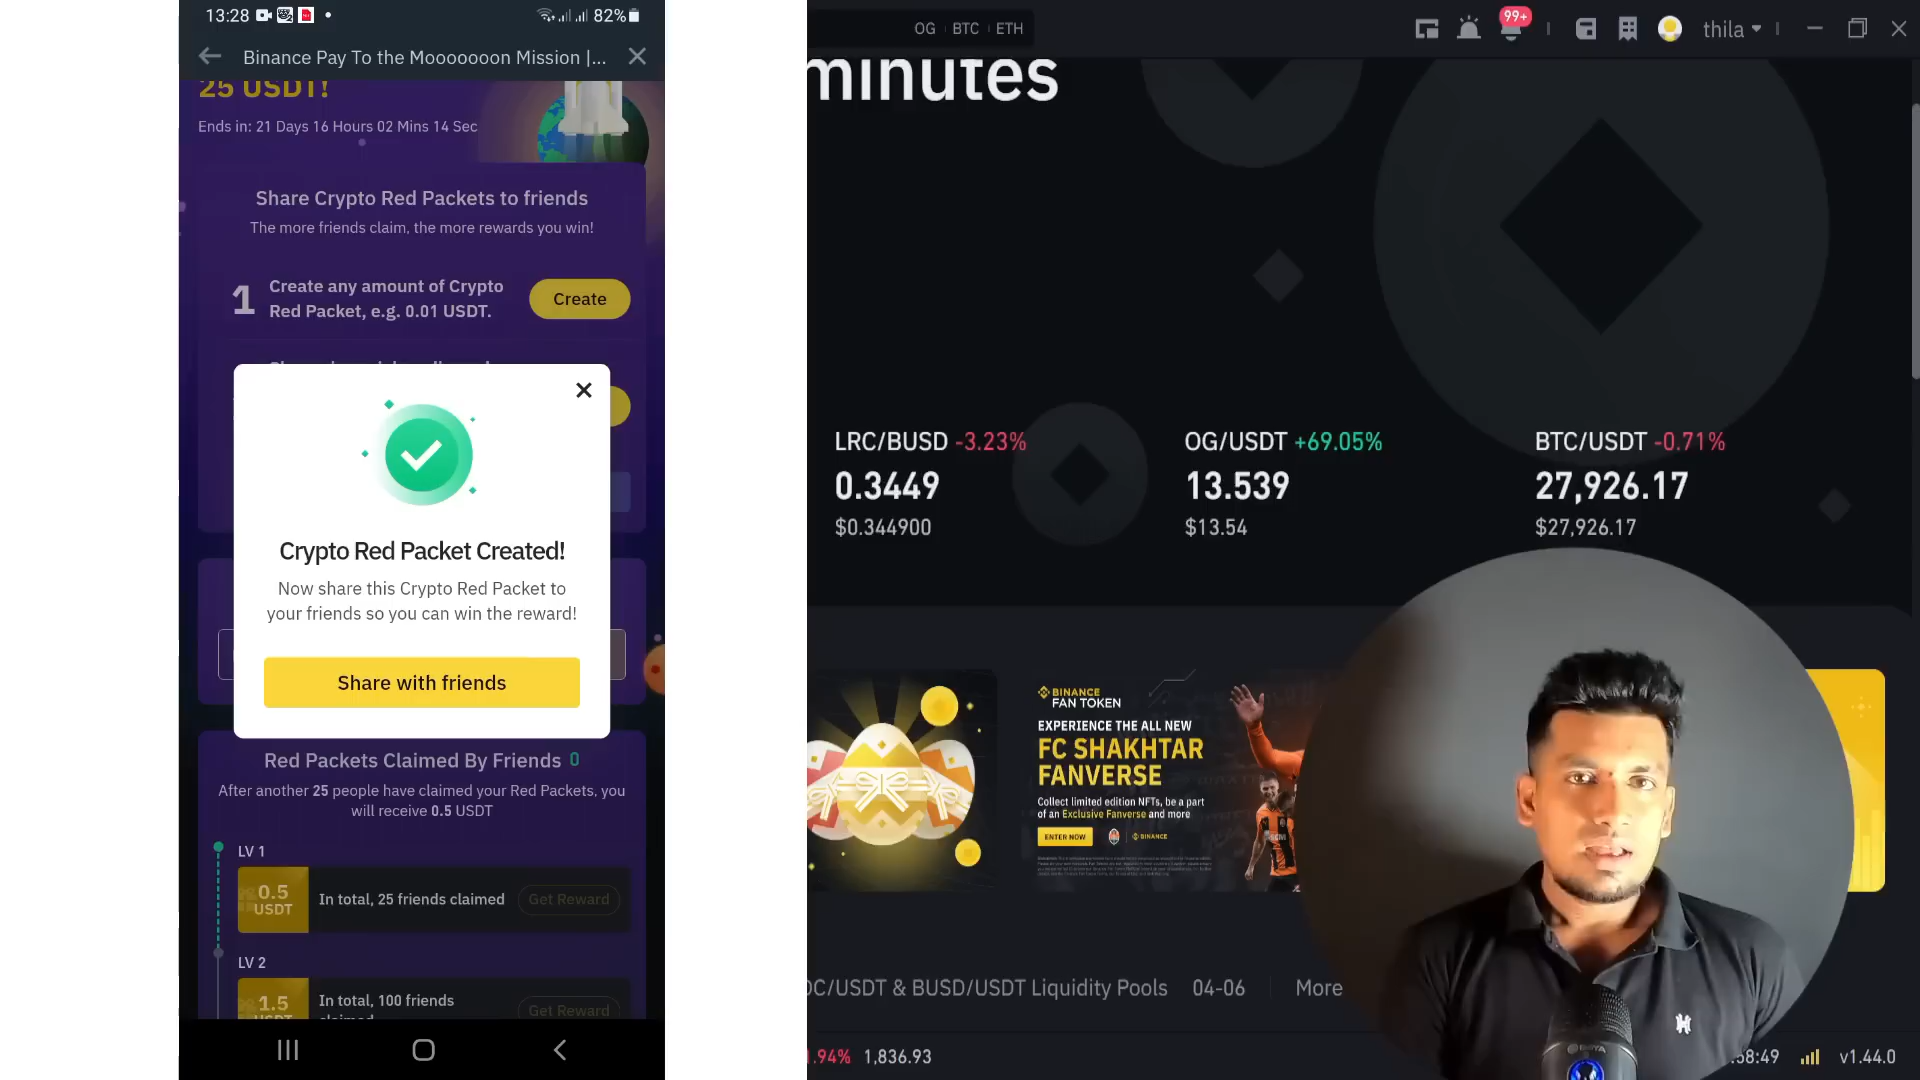 13:28
82%
Binance Pay To the Mooooooon Mission |...
25 USDT!
Ends in: 21 Days 16 Hours 02 Mins 14 Sec
Share Crypto Red Packets to friends
The more friends claim, the more rewards you win!
1
Create any amount of Crypto
Red Packet, e.g. 0.01 USDT.
Create
Crypto Red Packet Created!
Now share this Crypto Red Packet to
your friends so you can win the reward!
Share with friends
Red Packets Claimed By Friends 0
After another 25 people have claimed your Red Packets, you
will receive 0.5 USDT
LV 1
0.5
USDT
In total, 25 friends claimed
Get Reward
LV 2
1.5
USDT
In total, 100 friends
claimed
Get Reward
OG BTC ETH
99+
thila
minutes
LRC/BUSD -3.23%
0.3449
$0.344900
OG/USDT +69.05%
13.539
$13.54
BTC/USDT -0.71%
27,926.17
$27,926.17
BINANCE
FAN TOKEN
EXPERIENCE THE ALL NEW
FC SHAKHTAR
FANVERSE
Collect limited edition NFTs, be a part
of an Exclusive Fanverse and more
ENTER NOW
BINANCE
DC/USDT & BUSD/USDT Liquidity Pools 04-06 More
.94% 1,836.93
:58:49
v1.44.0